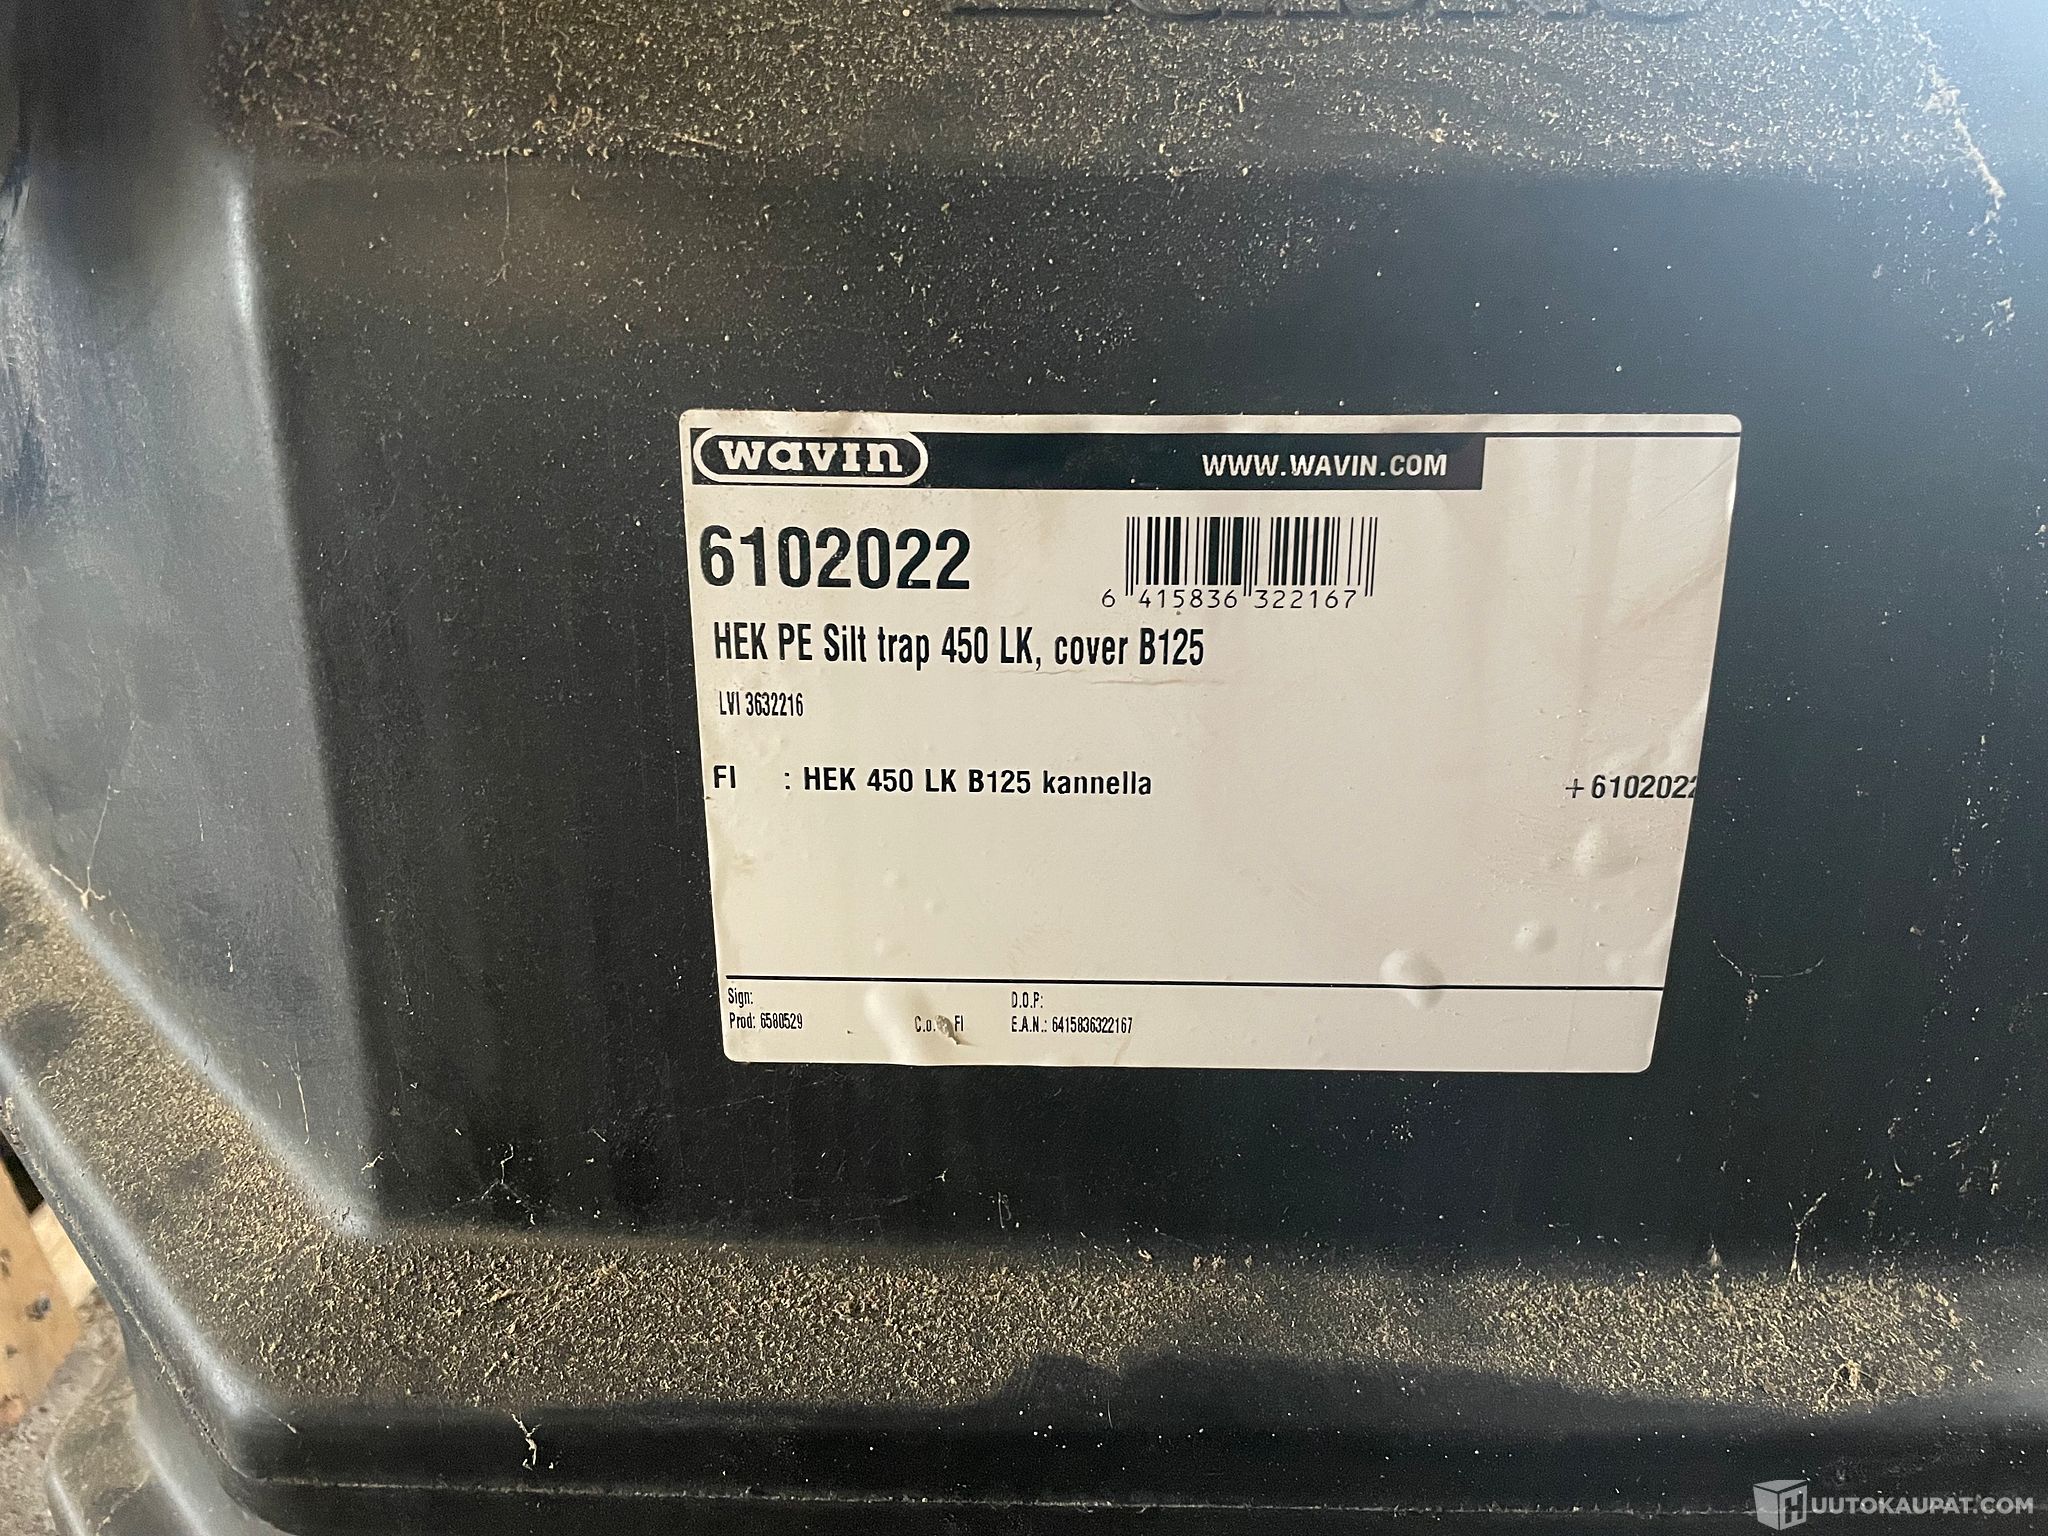 wavin WWW.WAVIN.COM
6102022
6 415836 322167
HEK PE Silt trap 450 LK, cover B125
LVI 3632216
FI : HEK 450 LK B125 kannella +6102022
Sign: D.O.P:
Prod: 6580529 FI E.A.N.: 6415836322167
HUUTOKAUPAT.COM